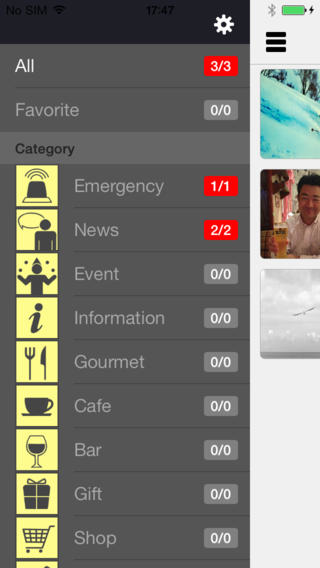 No SIM 17:47
All 3/3
Favorite 0/0
Category
Emergency 1/1
News 2/2
Event 0/0
Information 0/0
Gourmet 0/0
Cafe 0/0
Bar 0/0
Gift 0/0
Shop 0/0